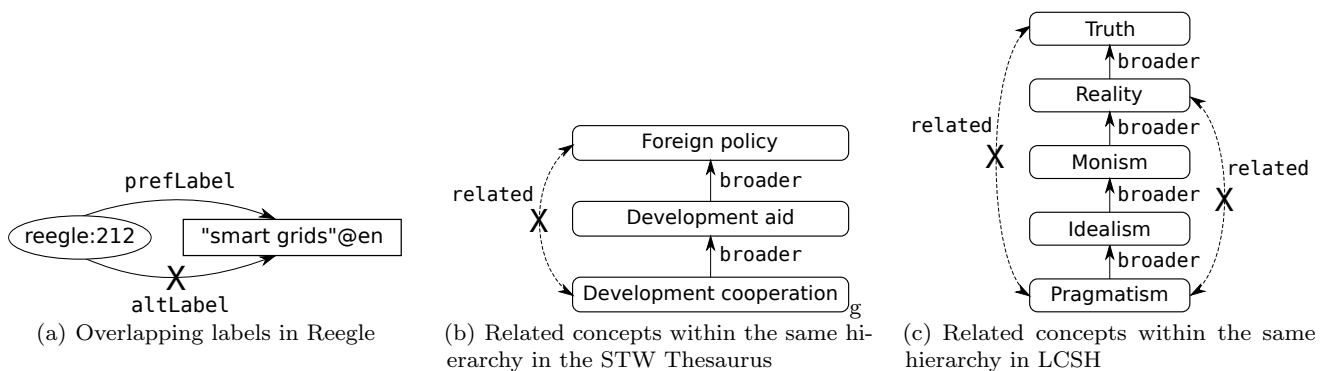 prefLabel
reegle:212
"smart grids"@en
X
altLabel
(a) Overlapping labels in Reegle
Foreign policy
broader
related
X
Development aid
broader
Development cooperation
g
(b) Related concepts within the same hi-
erarchy in the STW Thesaurus
Truth
broader
Reality
related
broader
X
Monism
related
broader
X
Idealism
broader
Pragmatism
(c) Related concepts within the same
hierarchy in LCSH